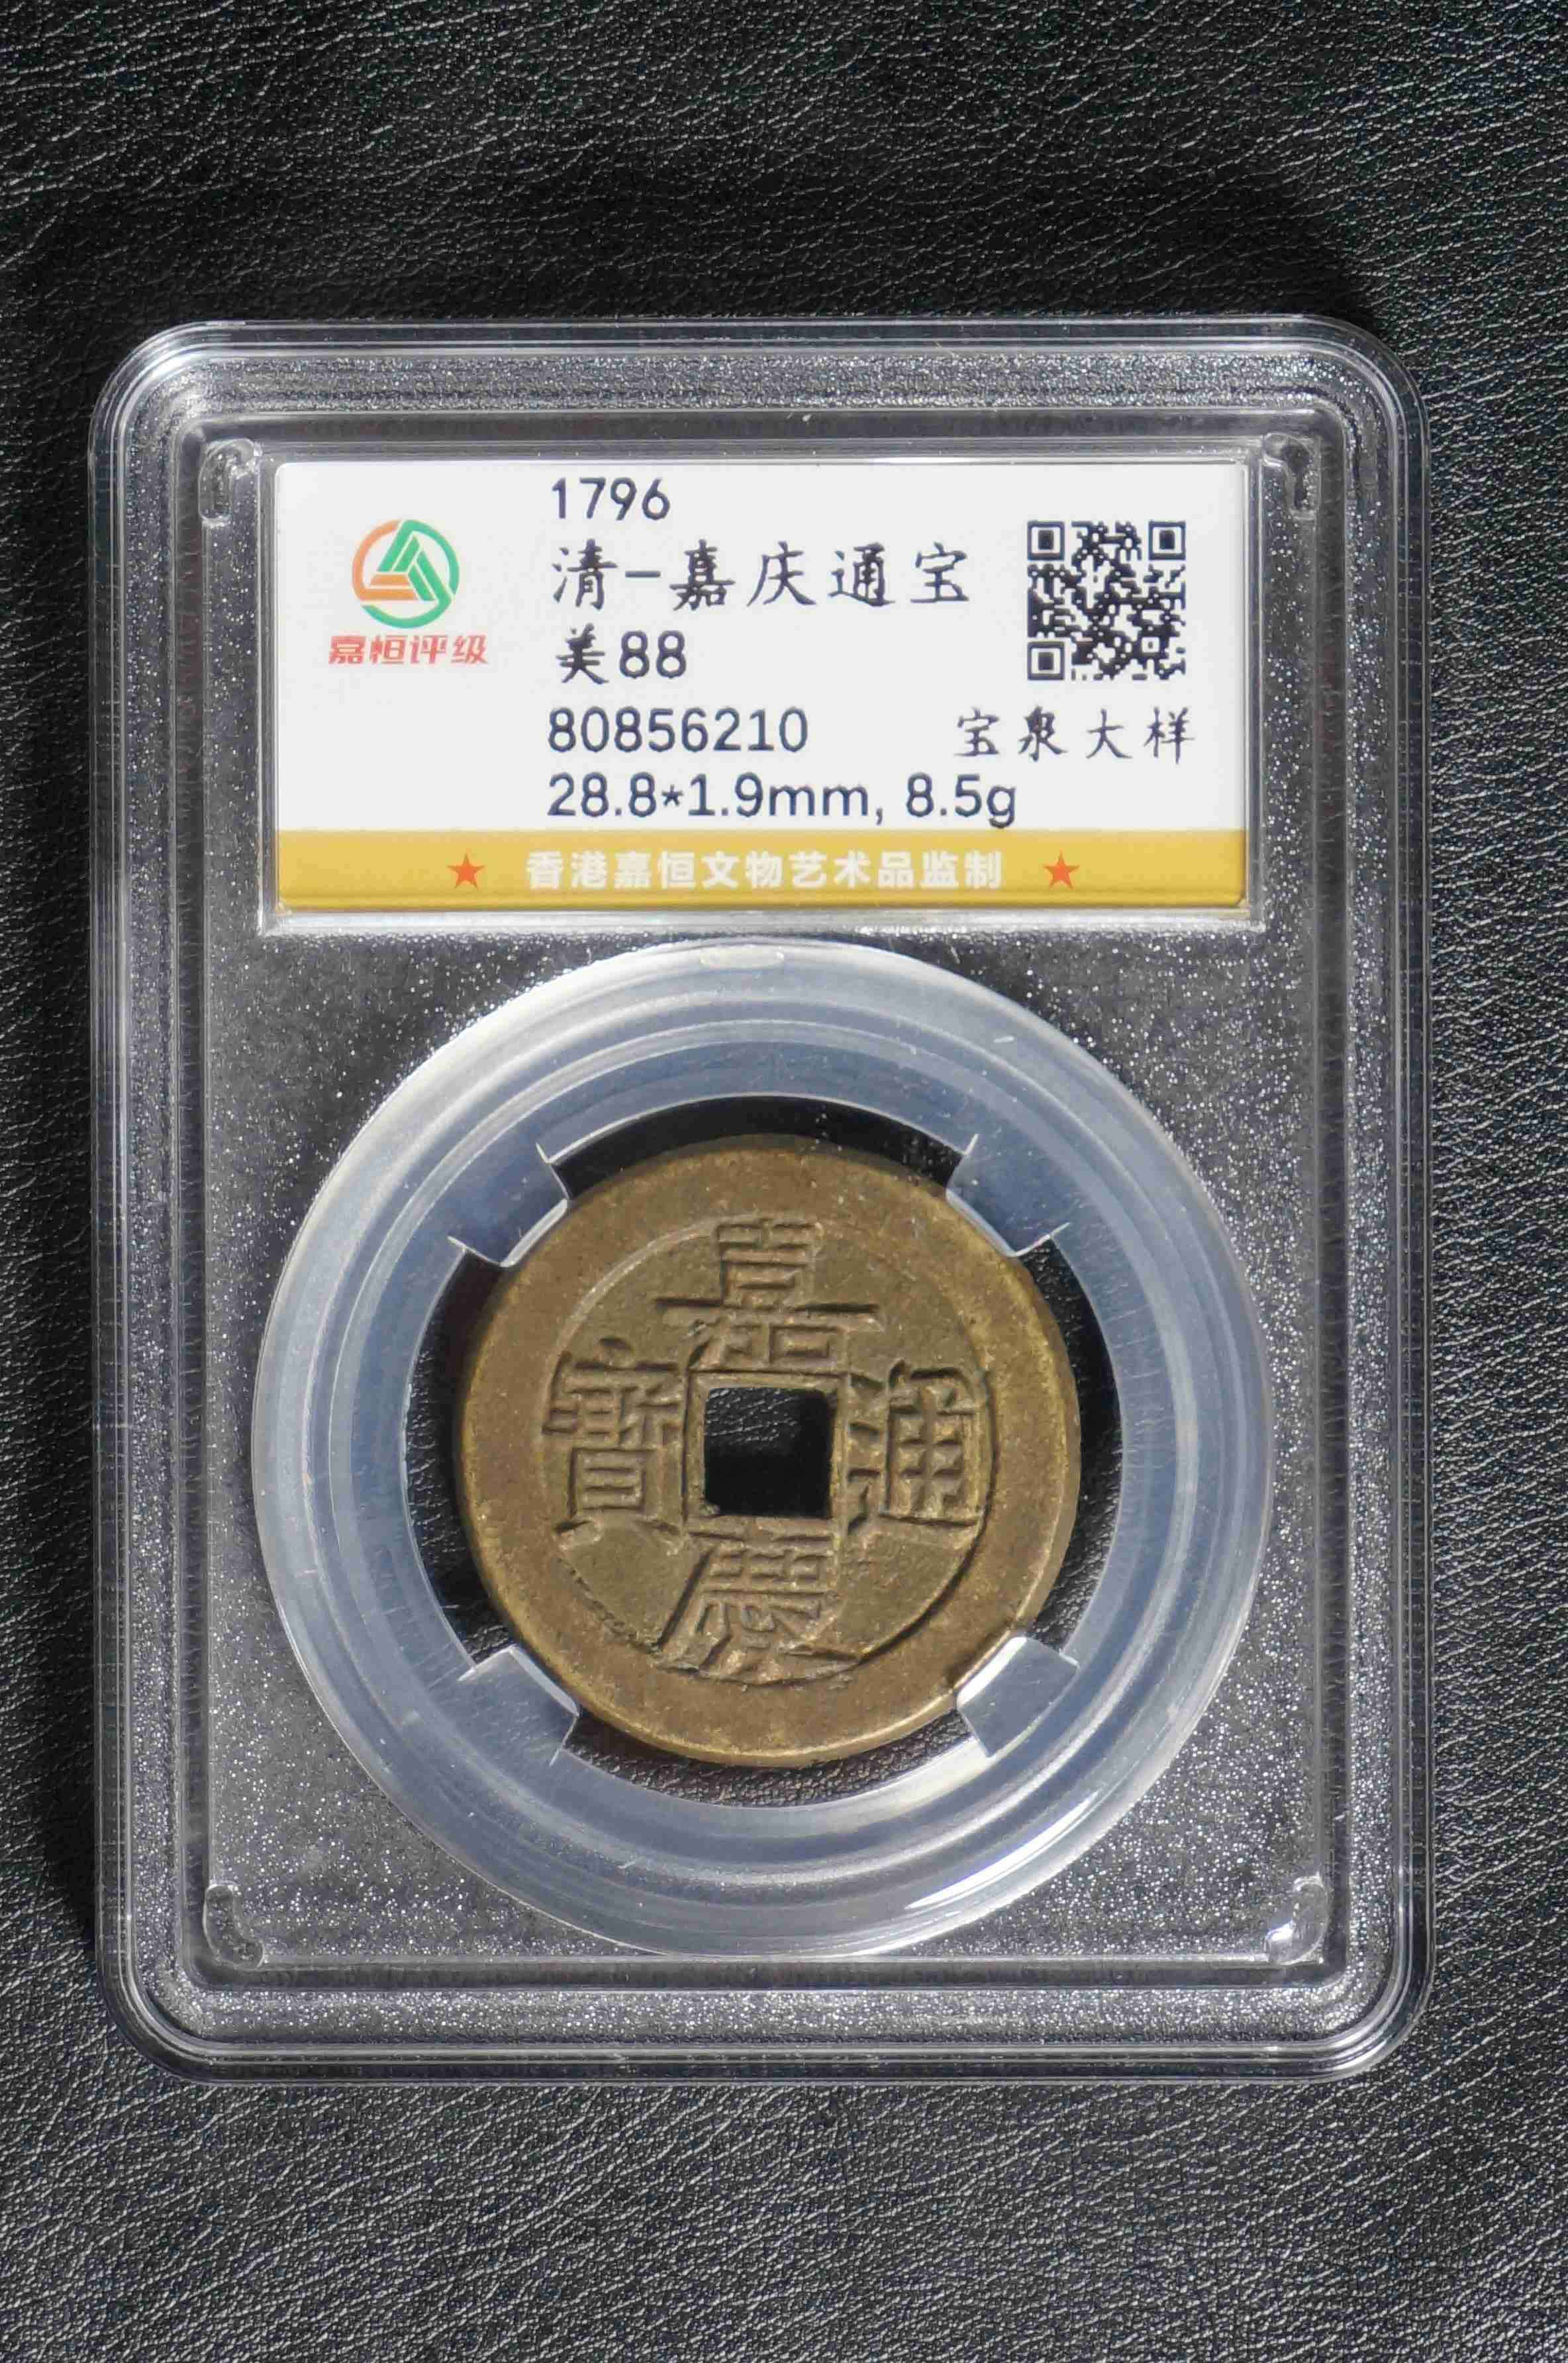 1796
清-嘉庆通宝
嘉恒评级
美88
80856210 宝泉大样
28.8*1.9mm, 8.5g
★ 香港嘉恒文物艺术品监制 ★
嘉
寶 通
慶